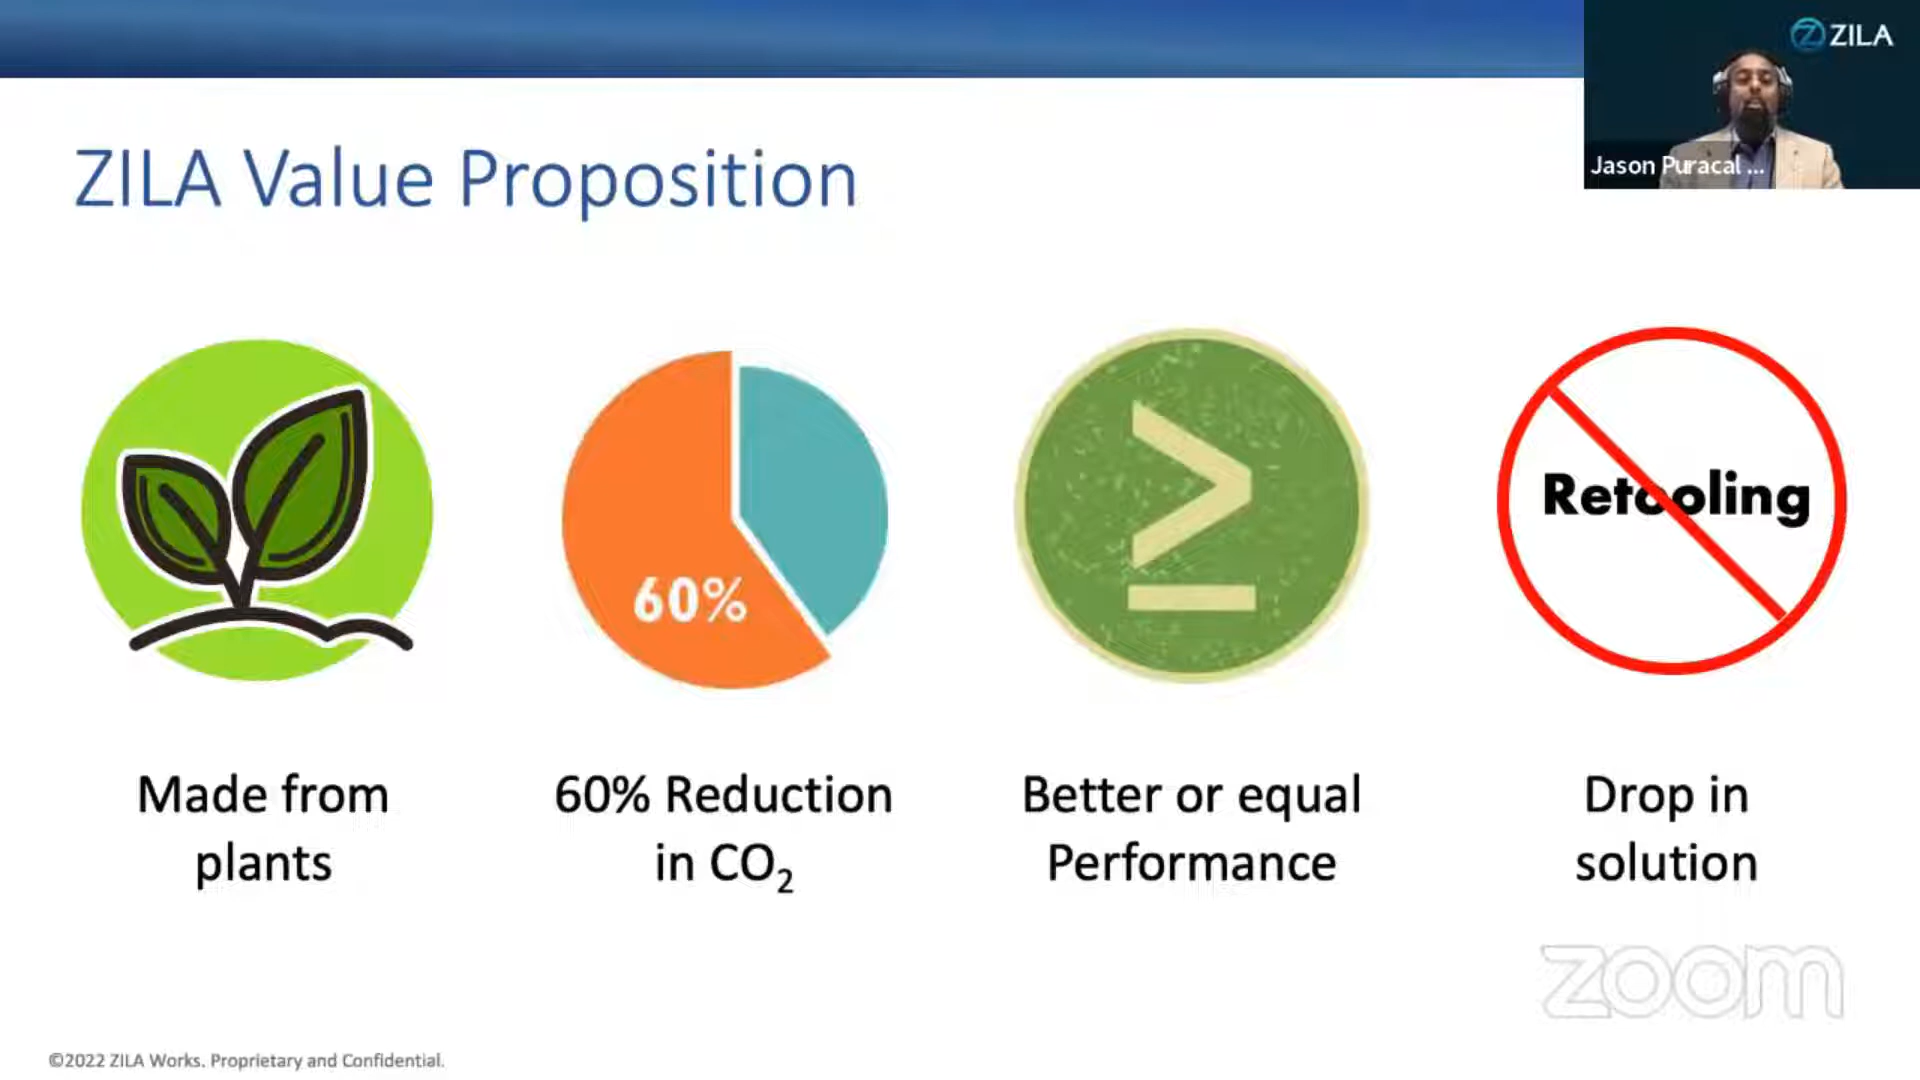 ZILA
Jason Puracal ...
ZILA Value Proposition
60%
≥
Retooling
Made from
plants
60% Reduction
in CO₂
Better or equal
Performance
Drop in
solution
zoom
©2022 ZILA Works. Proprietary and Confidential.